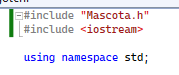 #include "Mascota.h"
#include <iostream>
using namespace std;